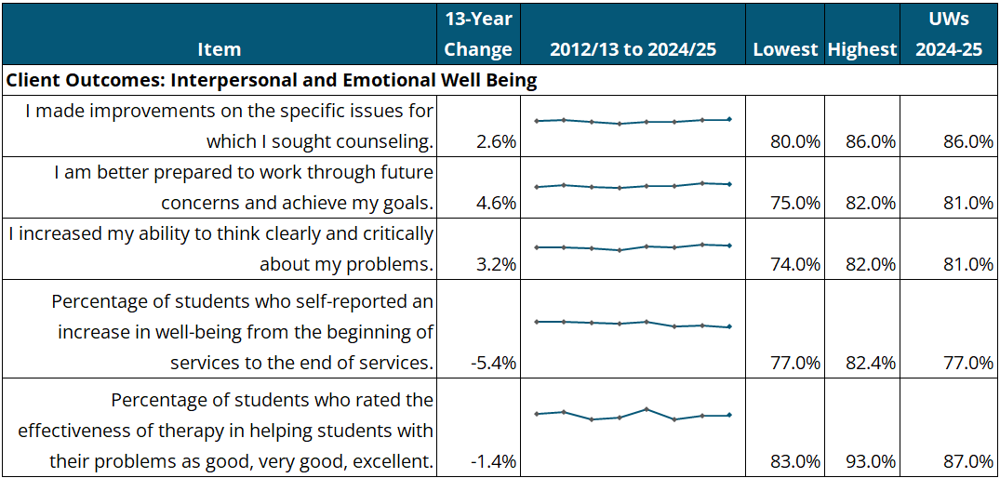 Item
13-Year
Change
2012/13 to 2024/25
Lowest
Highest
UWs
2024-25
Client Outcomes: Interpersonal and Emotional Well Being
I made improvements on the specific issues for
which I sought counseling.
2.6%
80.0%
86.0%
86.0%
I am better prepared to work through future
concerns and achieve my goals.
4.6%
75.0%
82.0%
81.0%
I increased my ability to think clearly and critically
about my problems.
3.2%
74.0%
82.0%
81.0%
Percentage of students who self-reported an
increase in well-being from the beginning of
services to the end of services.
-5.4%
77.0%
82.4%
77.0%
Percentage of students who rated the
effectiveness of therapy in helping students with
their problems as good, very good, excellent.
-1.4%
83.0%
93.0%
87.0%